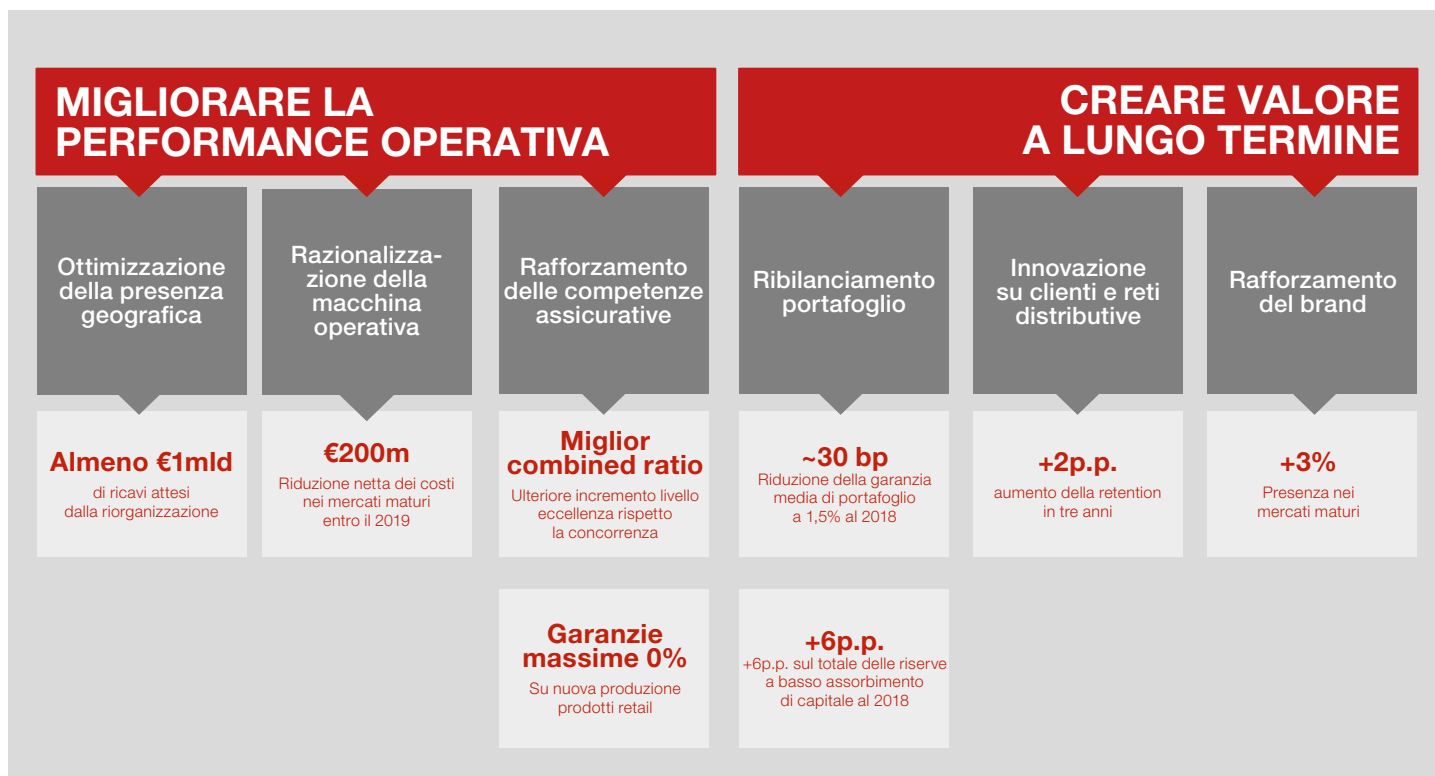 MIGLIORARE LA
PERFORMANCE OPERATIVA
CREARE VALORE
A LUNGO TERMINE
Ottimizzazione
della presenza
geografica
Razionalizza-
zione della
macchina
operativa
Rafforzamento
delle competenze
assicurative
Ribilanciamento
portafoglio
Innovazione
su clienti e reti
distributive
Rafforzamento
del brand
Almeno €1mld
di ricavi attesi
dalla riorganizzazione
€200m
Riduzione netta dei costi
nei mercati maturi
entro il 2019
Miglior
combined ratio
Ulteriore incremento livello
eccellenza rispetto
la concorrenza
~30 bp
Riduzione della garanzia
media di portafoglio
a 1,5% al 2018
+2p.p.
aumento della retention
in tre anni
+3%
Presenza nei
mercati maturi
Garanzie
massime 0%
Su nuova produzione
prodotti retail
+6p.p.
+6p.p. sul totale delle riserve
a basso assorbimento
di capitale al 2018